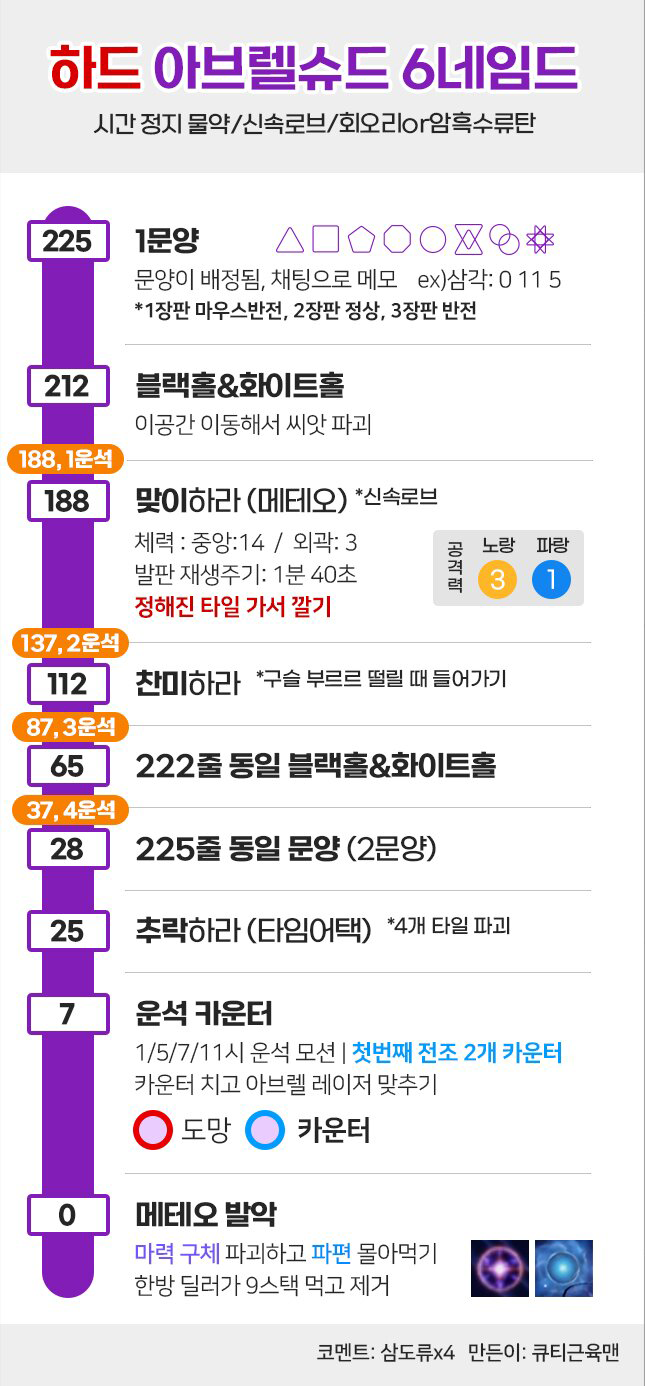 하드 아브렐슈드 6네임드
시간 정지 물약/신속로브/회오리or암흑수류탄
225
1문양
문양이 배정됨, 채팅으로 메모 ex)삼각: 0 11 5
*1장판 마우스반전, 2장판 정상, 3장판 반전
212
블랙홀&화이트홀
이공간 이동해서 씨앗 파괴
188, 1운석
188
맞이하라 (메테오) *신속로브
체력 : 중앙:14 / 외곽: 3
발판 재생주기: 1분 40초
정해진 타일 가서 깔기
공격력
노랑 파랑
3 1
137, 2운석
112
찬미하라 *구슬 부르르 떨릴 때 들어가기
87, 3운석
65
222줄 동일 블랙홀&화이트홀
37, 4운석
28
225줄 동일 문양 (2문양)
25
추락하라 (타임어택) *4개 타일 파괴
7
운석 카운터
1/5/7/11시 운석 모션 | 첫번째 전조 2개 카운터
카운터 치고 아브렐 레이저 맞추기
도망 카운터
0
메테오 발악
마력 구체 파괴하고 파편 몰아먹기
한방 딜러가 9스택 먹고 제거
코멘트: 삼도류x4 만든이: 큐티근육맨